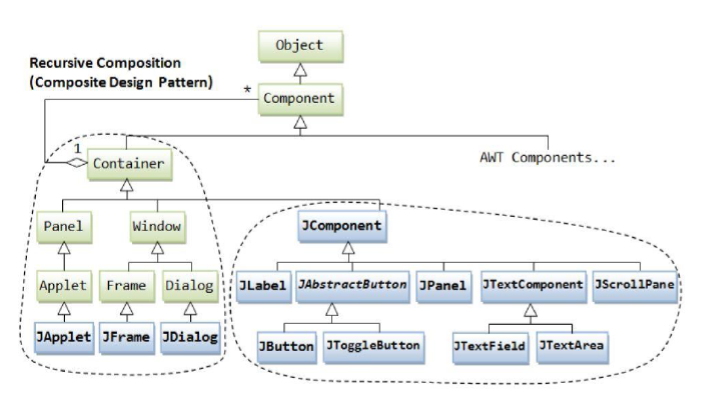 Object
Recursive Composition
(Composite Design Pattern)
*
Component
1
Container
AWT Components...
Panel
Window
JComponent
Applet
Frame
Dialog
JLabel
JAbstractButton
JPanel
JTextComponent
JScrollPane
JApplet
JFrame
JDialog
JButton
JToggleButton
JTextField
JTextArea